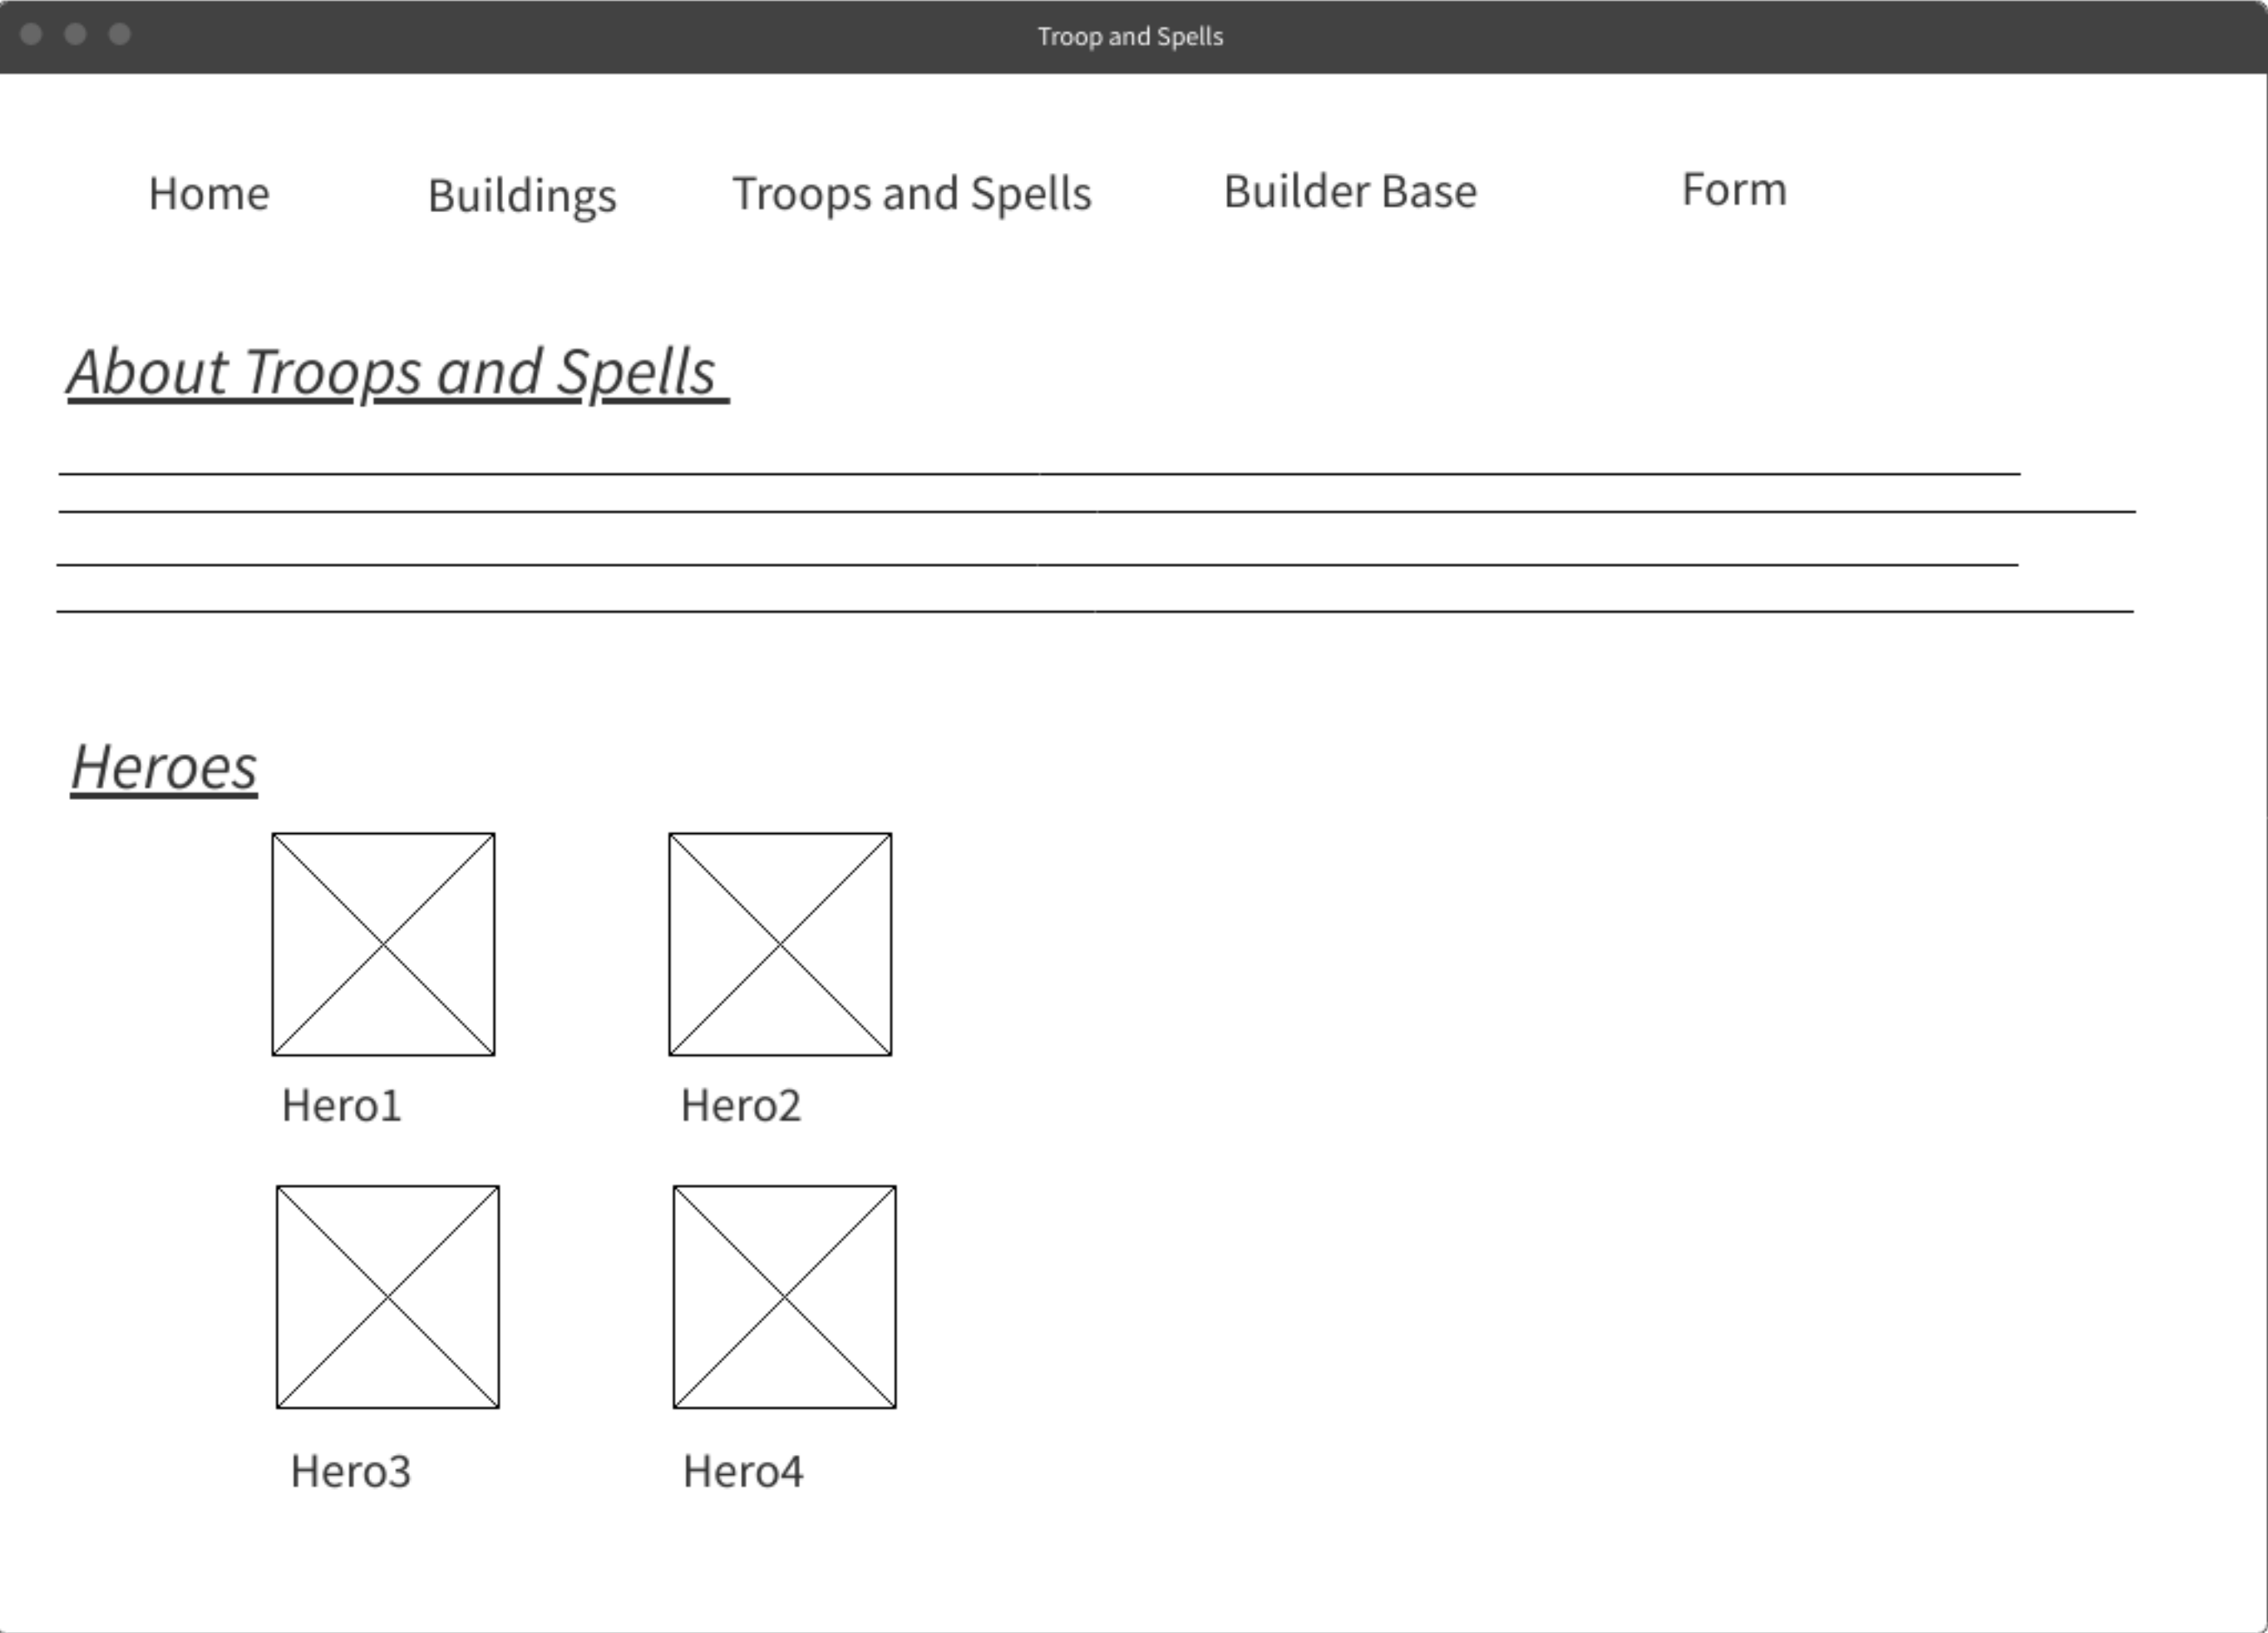 Troop and Spells
Home Buildings Troops and Spells Builder Base Form
About Troops and Spells
Heroes
Hero1 Hero2
Hero3 Hero4